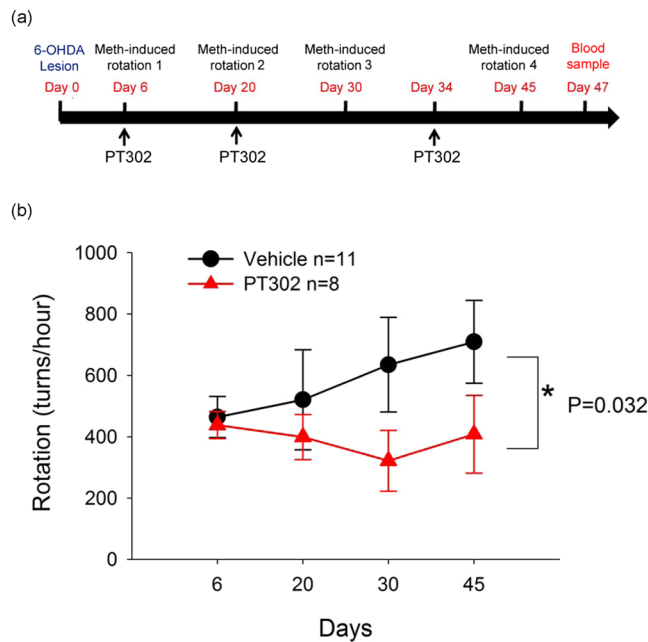 (a)
6-OHDA Lesion
Day 0
Meth-induced rotation 1
Day 6
Meth-induced rotation 2
Day 20
Meth-induced rotation 3
Day 30
Day 34
Meth-induced rotation 4
Day 45
Blood sample
Day 47
PT302
PT302
PT302
(b)
Vehicle n=11
PT302 n=8
Rotation (turns/hour)
1000
800
600
400
200
0
* P=0.032
6 20 30 45
Days